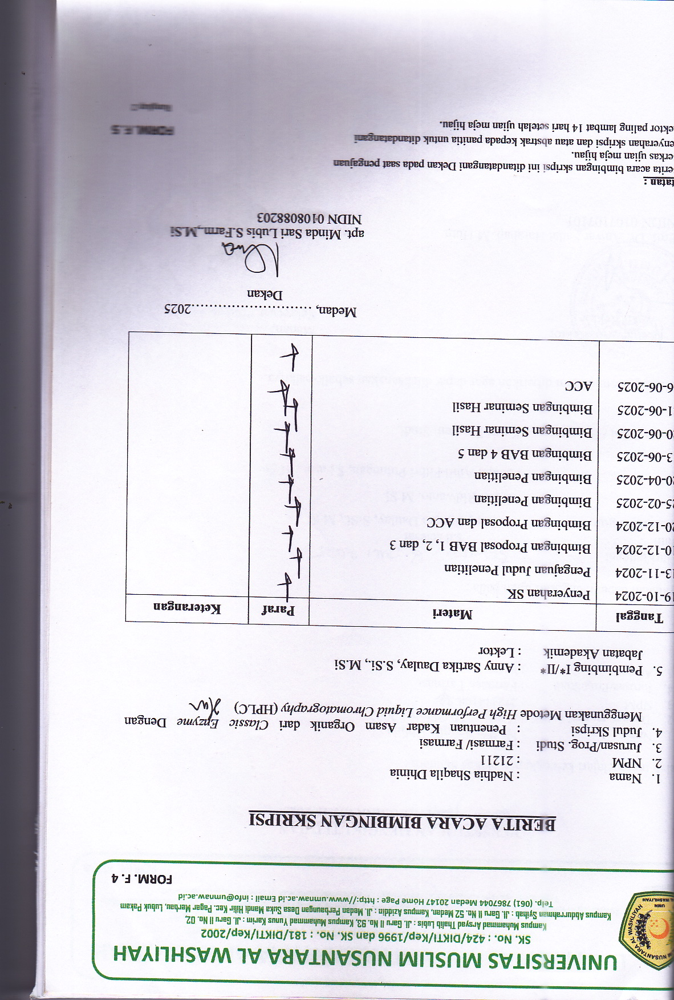 UNIVERSITAS MUSLIM NUSANTARA AL WASHLIYAH
SK. No. : 424/DIKTI/Kep/1996 dan SK. No. : 181/DIKTI/Kep/2002
Kampus Muhammad Arsyad Thalib Lubis : Jl. Garu II No. 93, Kampus Muhammad Yunus Karim : Jl. Garu II No. 02,
Kampus Abdurrahman Syihab : Jl. Garu II No. 52 Medan, Kampus Aziddin : Jl. Medan Perbaungan Desa Suka Mandi Hilir Kec. Pagar Merbau, Lubuk Pakam
Telp. (061) 7867044 Medan 20147 Home Page : http://www.umnaw.ac.id Email : info@umnaw.ac.id
FORM. F. 4
BERITA ACARA BIMBINGAN SKRIPSI
1. Nama : Nadhia Shaqila Dhinia
2. NPM : 21211
3. Jurusan/Prog. Studi : Farmasi/ Farmasi
4. Judul Skripsi : Penentuan Kadar Asam Organik dari Classic Enzyme Dengan
Menggunakan Metode High Performance Liquid Chromatography (HPLC)
5. Pembimbing I*/II* : Anny Sartika Daulay, S.Si., M.Si
Jabatan Akademik : Lektor
Tanggal Materi Paraf Keterangan
19-10-2024 Penyerahan SK
13-11-2024 Pengajuan Judul Penelitian
10-12-2024 Bimbingan Proposal BAB 1, 2, dan 3
20-12-2024 Bimbingan Proposal dan ACC
25-02-2025 Bimbingan Penelitian
20-04-2025 Bimbingan Penelitian
3-06-2025 Bimbingan BAB 4 dan 5
0-06-2025 Bimbingan Seminar Hasil
1-06-2025 Bimbingan Seminar Hasil
6-06-2025 ACC
Medan, ...........................2025
Dekan
apt. Minda Sari Lubis S.Farm.,M.Si
NIDN 0108088203
atan :
erita acara bimbingan skripsi ini ditandatangani Dekan pada saat pengajuan
erkas ujian meja hijau.
enyerahan skripsi dan atau abstrak kepada panitia untuk ditandatangani
ektor paling lambat 14 hari setelah ujian meja hijau.
FORM. F. 5